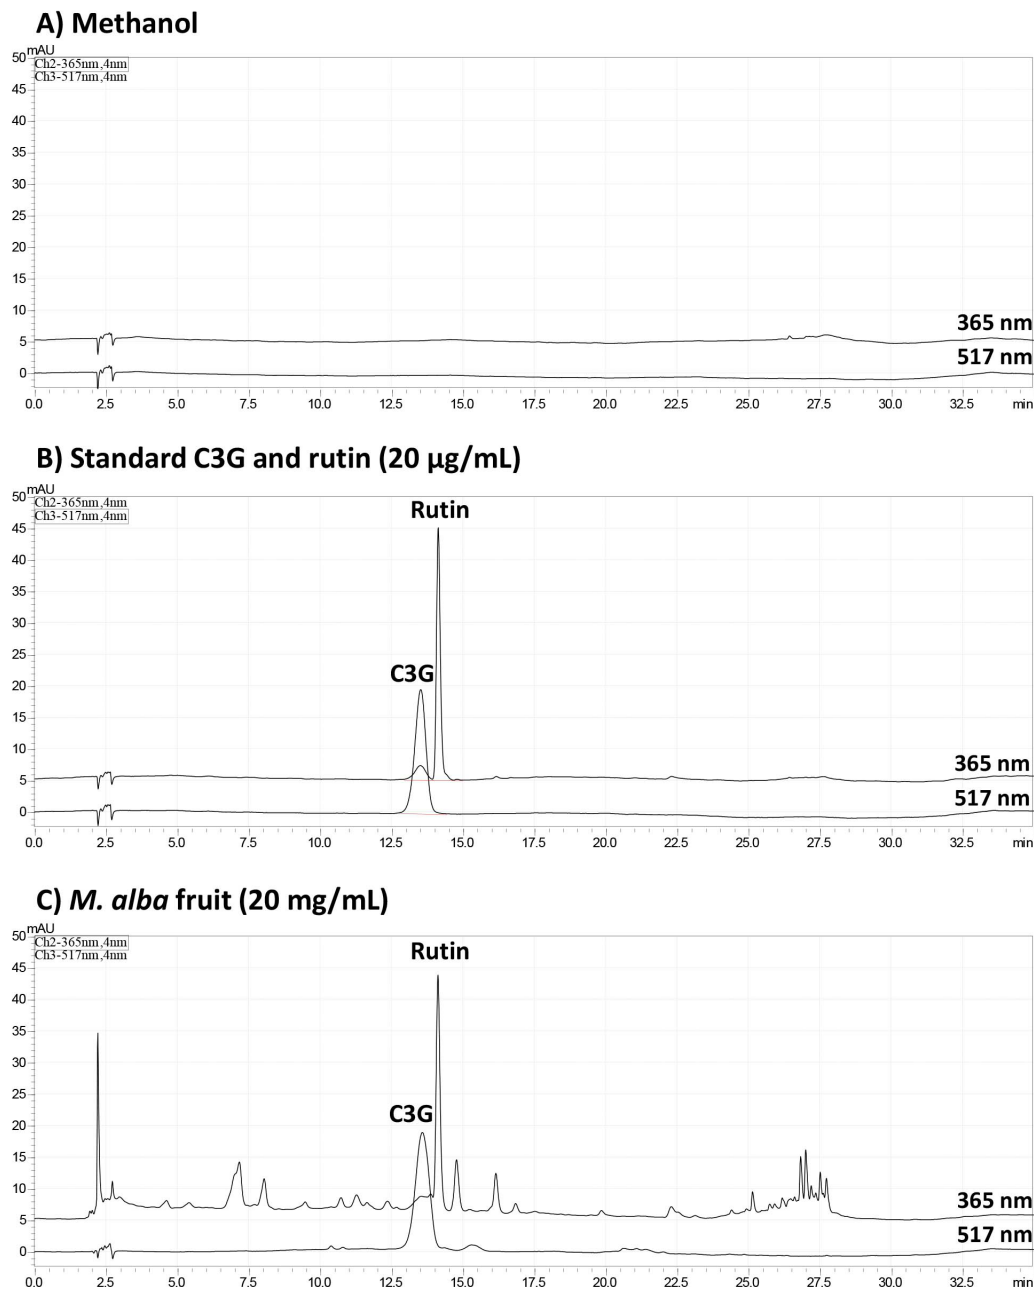 A) Methanol
mAU
Ch2-365nm,4nm
Ch3-517nm,4nm
50
45
40
35
30
25
20
15
10
5
0
365 nm
517 nm
0.0 2.5 5.0 7.5 10.0 12.5 15.0 17.5 20.0 22.5 25.0 27.5 30.0 32.5 min
B) Standard C3G and rutin (20 µg/mL)
mAU
Ch2-365nm,4nm
Ch3-517nm,4nm
Rutin
C3G
50
45
40
35
30
25
20
15
10
5
0
365 nm
517 nm
0.0 2.5 5.0 7.5 10.0 12.5 15.0 17.5 20.0 22.5 25.0 27.5 30.0 32.5 min
C) M. alba fruit (20 mg/mL)
mAU
Ch2-365nm,4nm
Ch3-517nm,4nm
Rutin
C3G
50
45
40
35
30
25
20
15
10
5
0
365 nm
517 nm
0.0 2.5 5.0 7.5 10.0 12.5 15.0 17.5 20.0 22.5 25.0 27.5 30.0 32.5 min